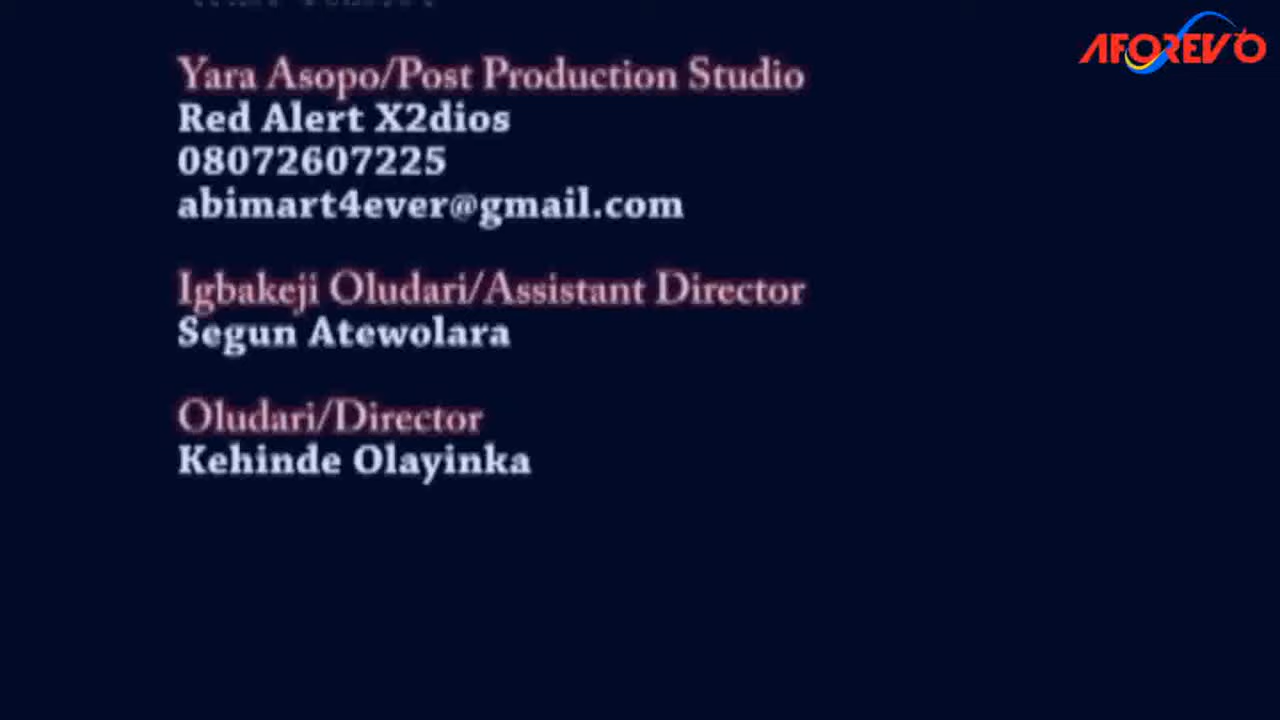 AFOREVO
Yara Asopo/Post Production Studio
Red Alert X2dios
08072607225
abimart4ever@gmail.com
Igbakeji Oludari/Assistant Director
Segun Atewolara
Oludari/Director
Kehinde Olayinka